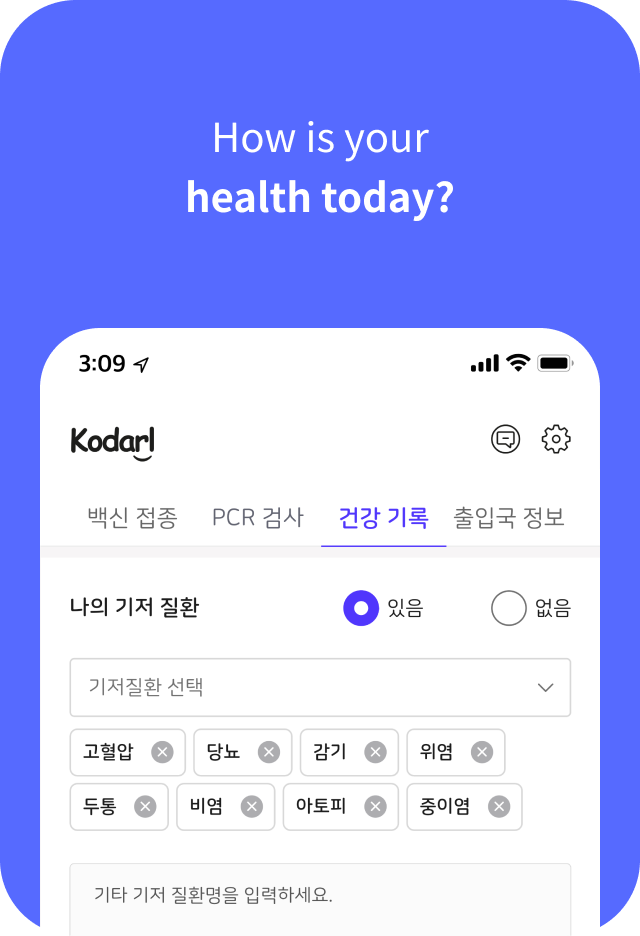 How is your
health today?
3:09
Kodari
백신 접종 PCR 검사 건강 기록 출입국 정보
나의 기저 질환 있음 없음
기저질환 선택
고혈압 당뇨 감기 위염
두통 비염 아토피 중이염
기타 기저 질환명을 입력하세요.